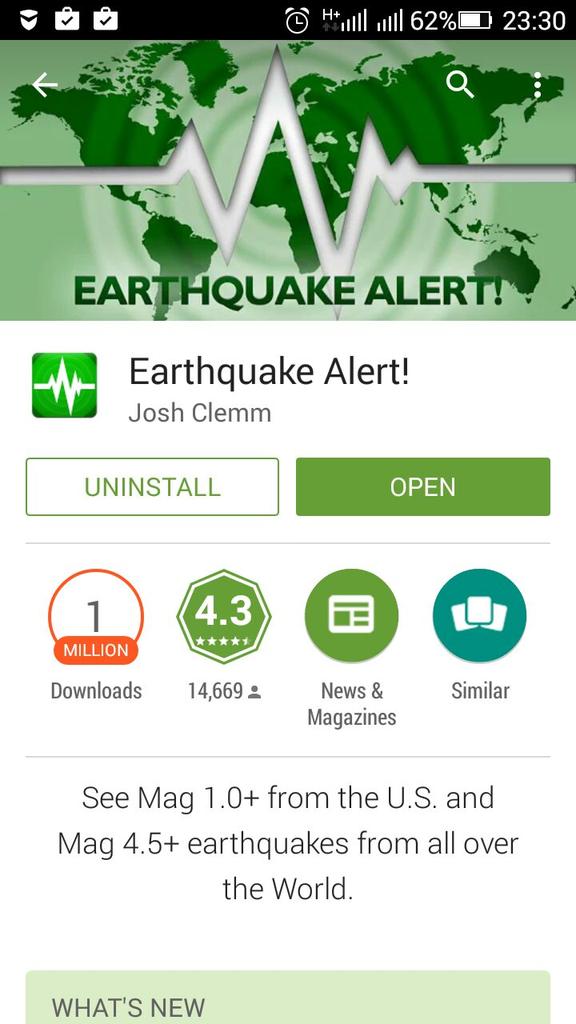 H+ 62% 23:30
EARTHQUAKE ALERT!
Earthquake Alert!
Josh Clemm
UNINSTALL OPEN
1 4.3
MILLION
Downloads 14,669 News & Similar
Magazines
See Mag 1.0+ from the U.S. and
Mag 4.5+ earthquakes from all over
the World.
WHAT'S NEW